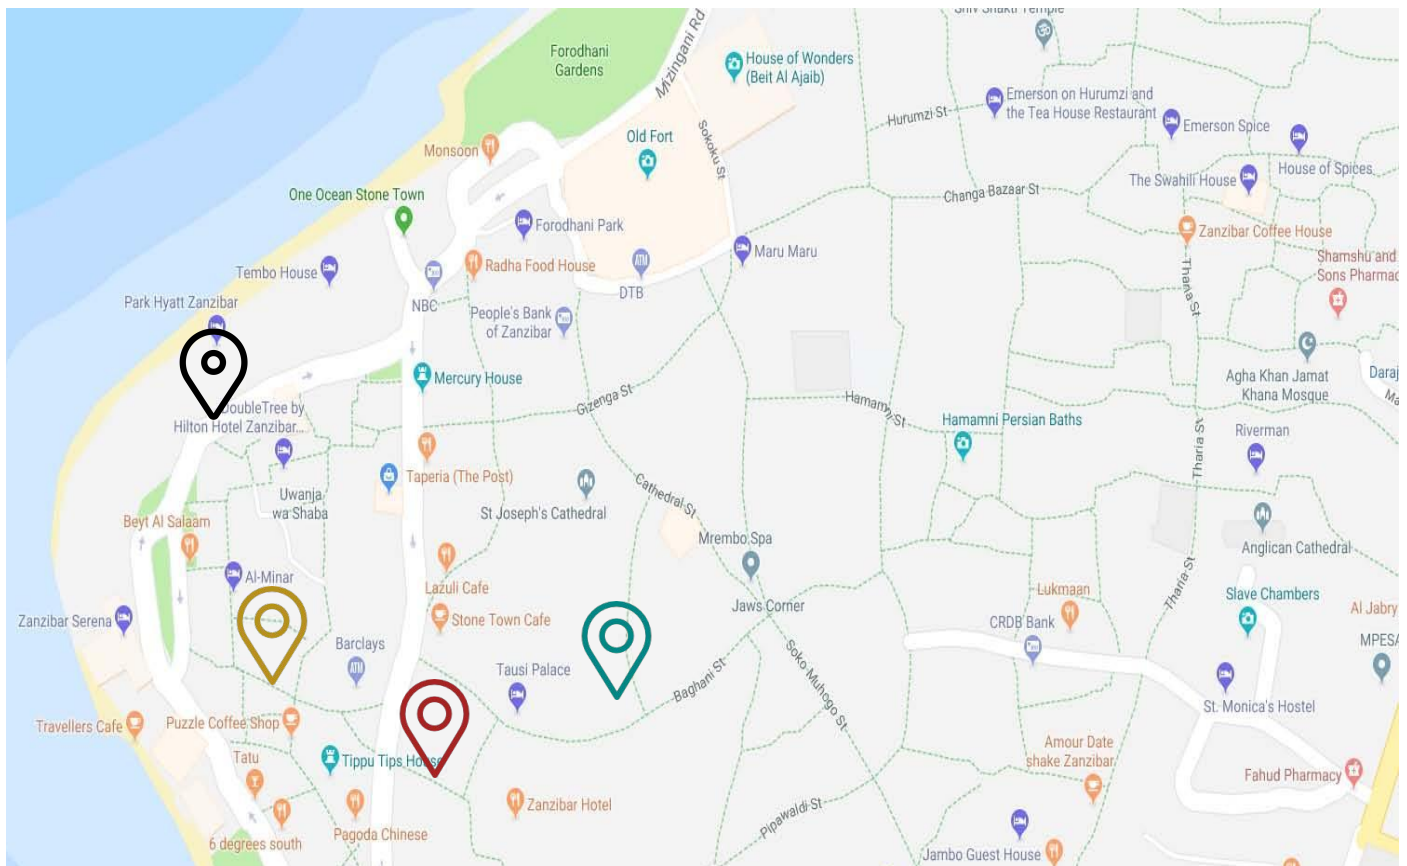 Shiv Shakti Temple
Forodhani
Gardens
Mizingani Rd
House of Wonders
(Beit Al Ajaib)
Emerson on Hurumzi and
the Tea House Restaurant
Hurumzi St
Emerson Spice
Old Fort
Sokoku St
Monsoon
House of Spices
The Swahili House
One Ocean Stone Town
Changa Bazaar St
Forodhani Park
Zanzibar Coffee House
Maru Maru
Radha Food House
Tembo House
Shamshu and
Sons Pharmac
Tharia St
DTB
ATM
NBC
Park Hyatt Zanzibar
People's Bank
of Zanzibar
Mercury House
Agha Khan Jamat
Khana Mosque
Daraj
Ma
Gizenga St
Hamamni St
DoubleTree by
Hilton Hotel Zanzibar...
Hamamni Persian Baths
Riverman
Tharia St
Taperia (The Post)
Cathedral St
Uwanja
wa Shaba
St Joseph's Cathedral
Beyt Al Salaam
Mrembo Spa
Anglican Cathedral
Al-Minar
Lazuli Cafe
Tharia St
Lukmaan
Slave Chambers
Jaws Corner
Al Jabry
Zanzibar Serena
Stone Town Cafe
CRDB Bank
MPESA
Barclays
ATM
Tausi Palace
Baghani St
Soko Muhogo St
St. Monica's Hostel
Travellers Cafe
Puzzle Coffee Shop
Amour Date
shake Zanzibar
Tatu
Tippu Tips House
Fahud Pharmacy
Zanzibar Hotel
Pipawaldi St
Pagoda Chinese
6 degrees south
Jambo Guest House